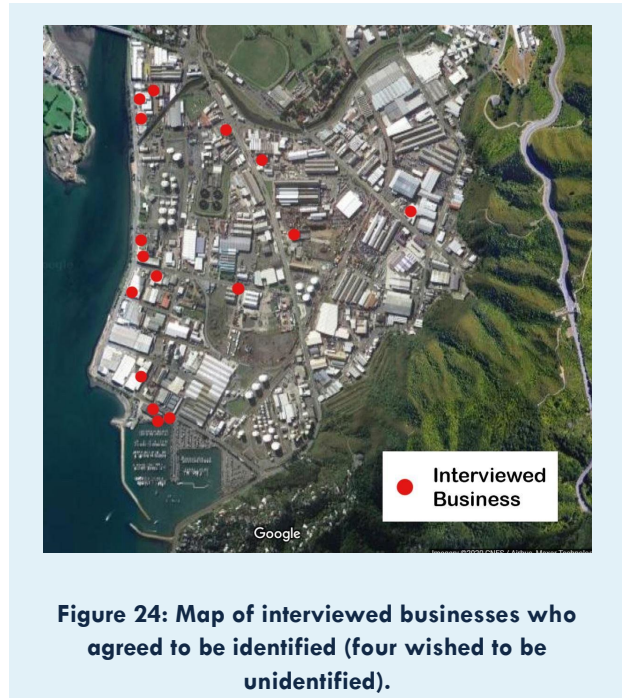 Interviewed
Business
Google
Figure 24: Map of interviewed businesses who
agreed to be identified (four wished to be
unidentified).